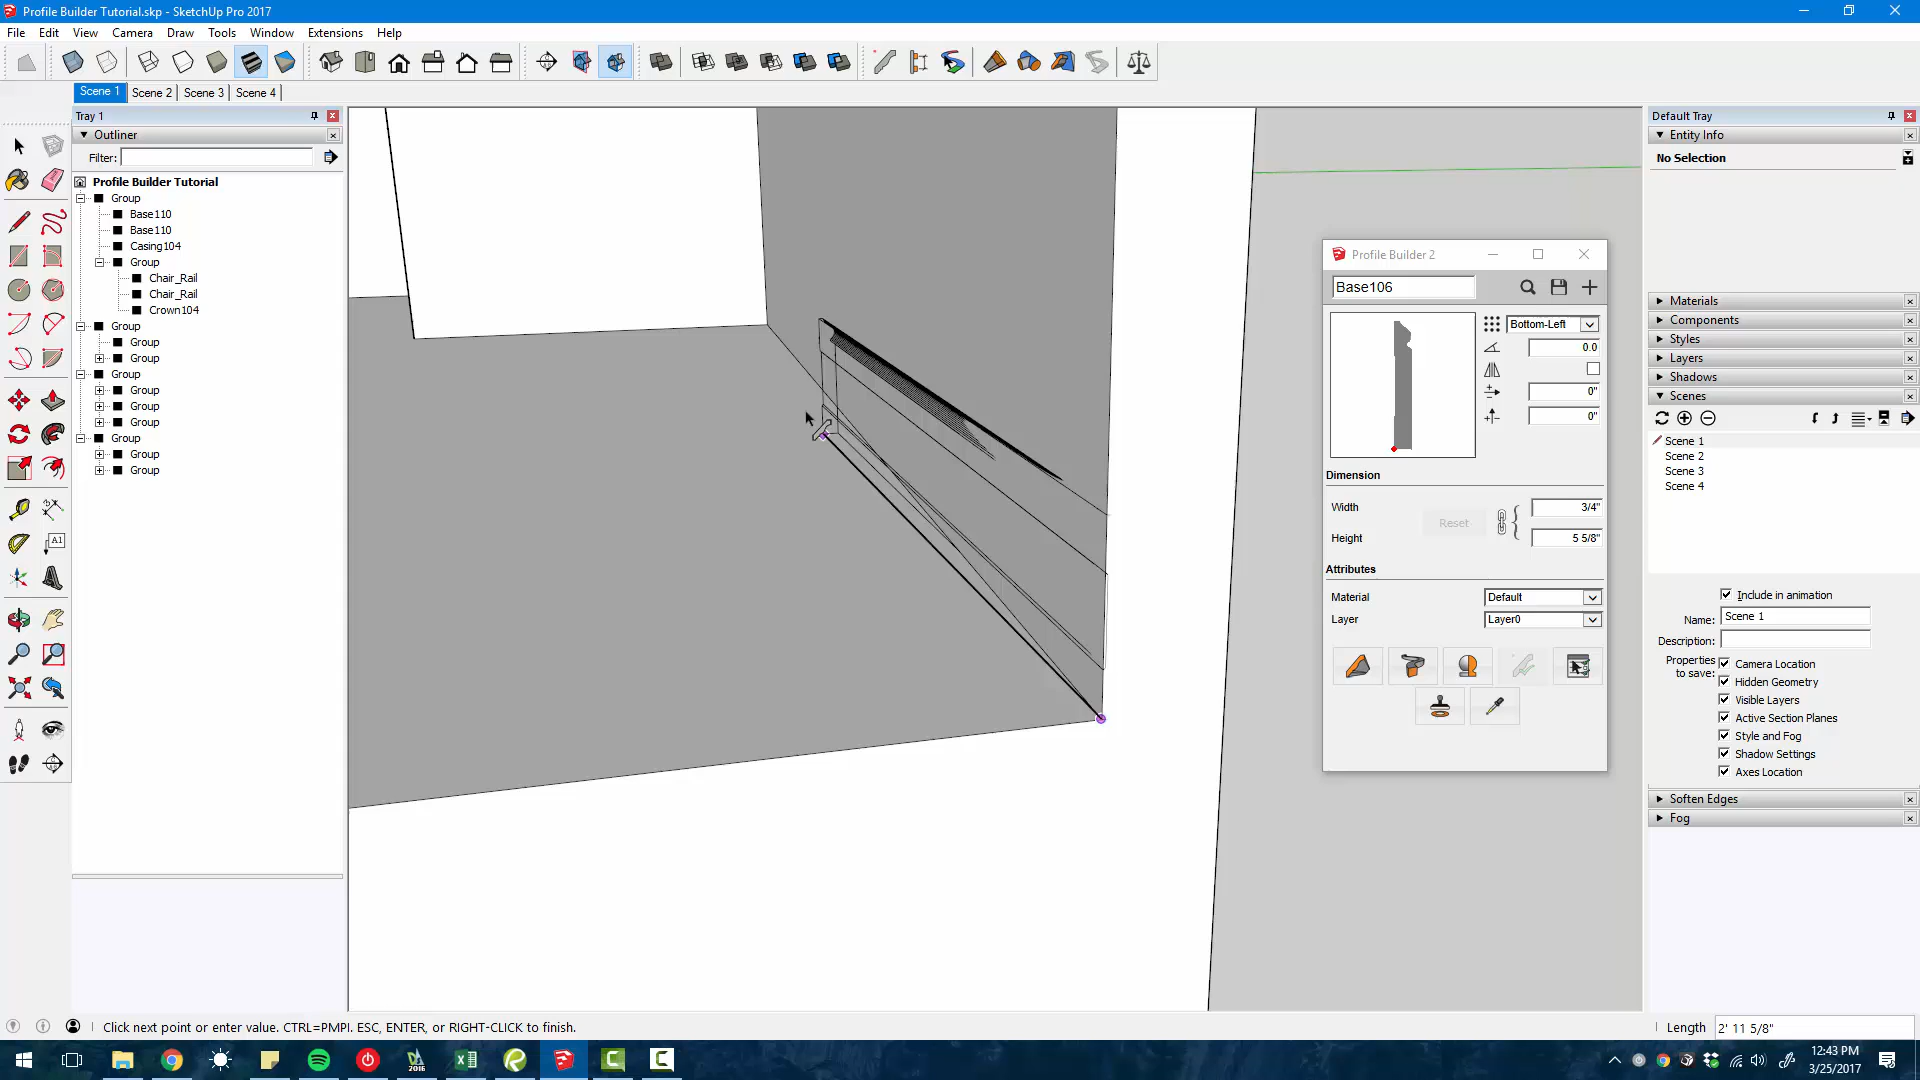 Profile Builder Tutorial.skp - SketchUp Pro 2017
File Edit View Camera Draw Tools Window Extensions Help
Scene 1 Scene 2 Scene 3 Scene 4
Tray 1
Outliner
Filter:
Profile Builder Tutorial
Group
Base110
Base110
Casing104
Group
Chair_Rail
Chair_Rail
Crown104
Group
Group
Group
Group
Group
Group
Group
Group
Group
Group
A1
Profile Builder 2
Base106
Bottom-Left
0.0
0"
0"
Dimension
Width
3/4"
Reset
Height
5 5/8"
Attributes
Material
Default
Layer
Layer0
Default Tray
Entity Info
No Selection
Materials
Components
Styles
Layers
Shadows
Scenes
Scene 1
Scene 2
Scene 3
Scene 4
Include in animation
Name: Scene 1
Description:
Properties to save:
Camera Location
Hidden Geometry
Visible Layers
Active Section Planes
Style and Fog
Shadow Settings
Axes Location
Soften Edges
Fog
Click next point or enter value. CTRL=PMPI. ESC, ENTER, or RIGHT-CLICK to finish.
Length 2' 11 5/8"
2016
12:43 PM
3/25/2017